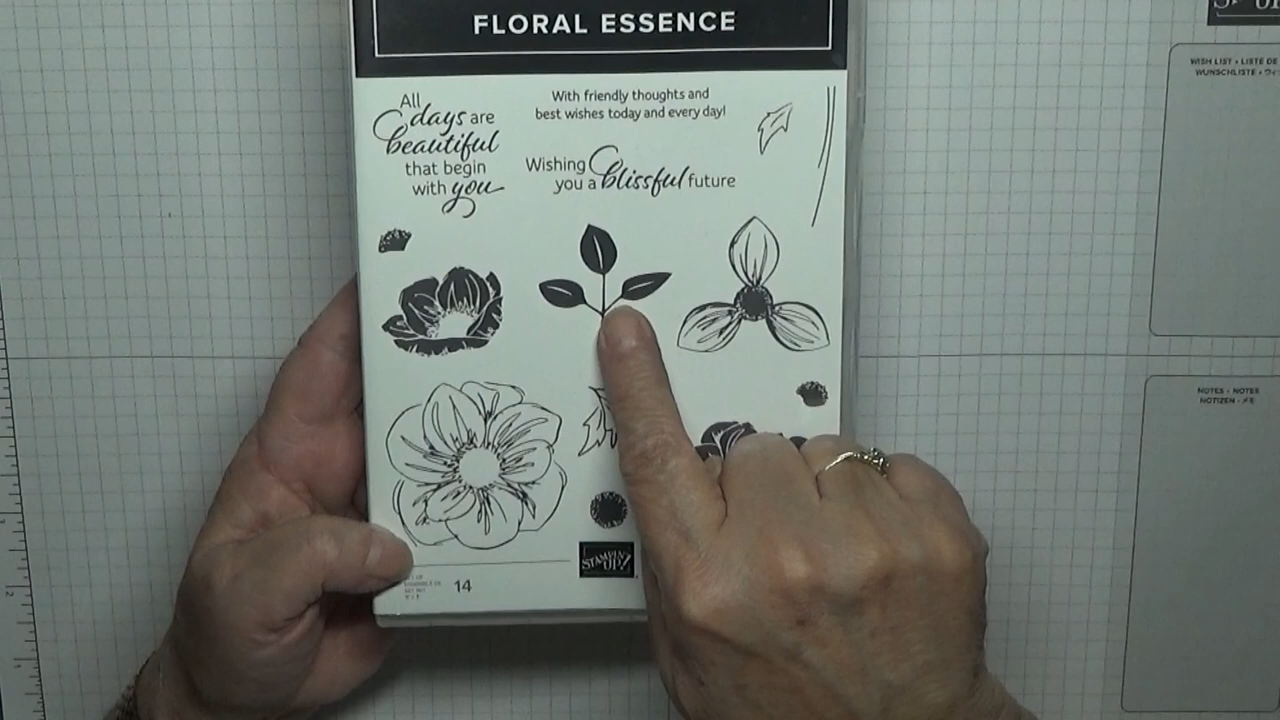 FLORAL ESSENCE
All
days are
beautiful
that begin
with you
With friendly thoughts and
best wishes today and every day!
Wishing
you a blissful future
WISH LIST • LISTE DE
WUNSCHLISTE •
NOTES • NOTES
NOTIZEN •
STAMPIN'
UP!
14